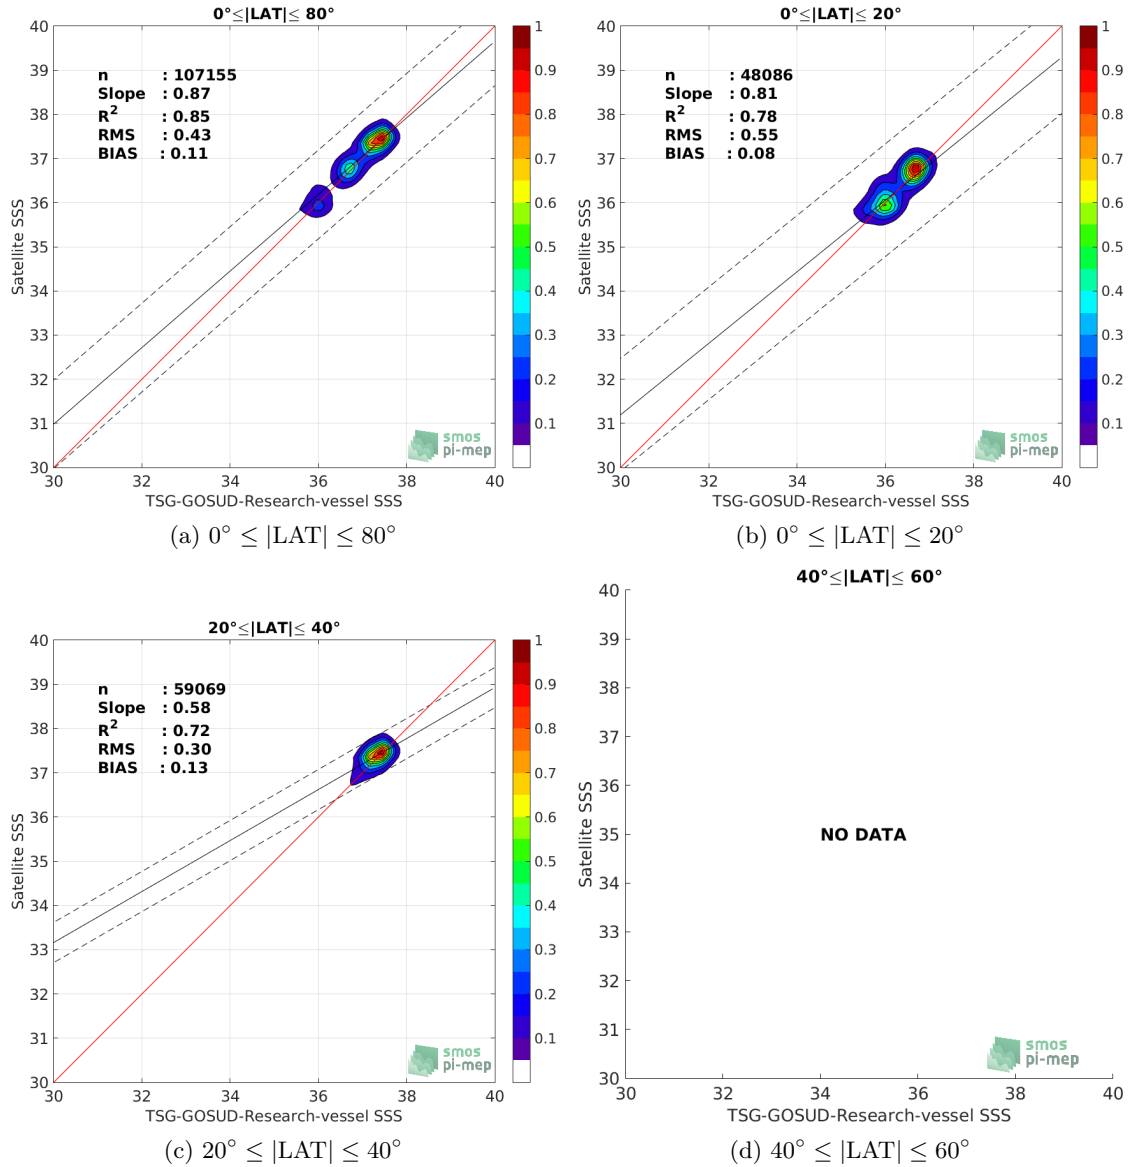 0°≤|LAT|≤ 80°
40
39
38
37
36
35
34
33
32
31
30
Satellite SSS
n : 107155
Slope : 0.87
R2 : 0.85
RMS : 0.43
BIAS : 0.11
smos
pi-mep
30 32 34 36 38 40
TSG-GOSUD-Research-vessel SSS
1
0.9
0.8
0.7
0.6
0.5
0.4
0.3
0.2
0.1
(a) 0° ≤ |LAT| ≤ 80°
0°≤|LAT|≤ 20°
40
39
38
37
36
35
34
33
32
31
30
Satellite SSS
n : 48086
Slope : 0.81
R2 : 0.78
RMS : 0.55
BIAS : 0.08
smos
pi-mep
30 32 34 36 38 40
TSG-GOSUD-Research-vessel SSS
1
0.9
0.8
0.7
0.6
0.5
0.4
0.3
0.2
0.1
(b) 0° ≤ |LAT| ≤ 20°
20°≤|LAT|≤ 40°
40
39
38
37
36
35
34
33
32
31
30
Satellite SSS
n : 59069
Slope : 0.58
R2 : 0.72
RMS : 0.30
BIAS : 0.13
smos
pi-mep
30 32 34 36 38 40
TSG-GOSUD-Research-vessel SSS
1
0.9
0.8
0.7
0.6
0.5
0.4
0.3
0.2
0.1
(c) 20° ≤ |LAT| ≤ 40°
40°≤|LAT|≤ 60°
40
39
38
37
36
35
34
33
32
31
30
Satellite SSS
NO DATA
smos
pi-mep
30 32 34 36 38 40
TSG-GOSUD-Research-vessel SSS
(d) 40° ≤ |LAT| ≤ 60°